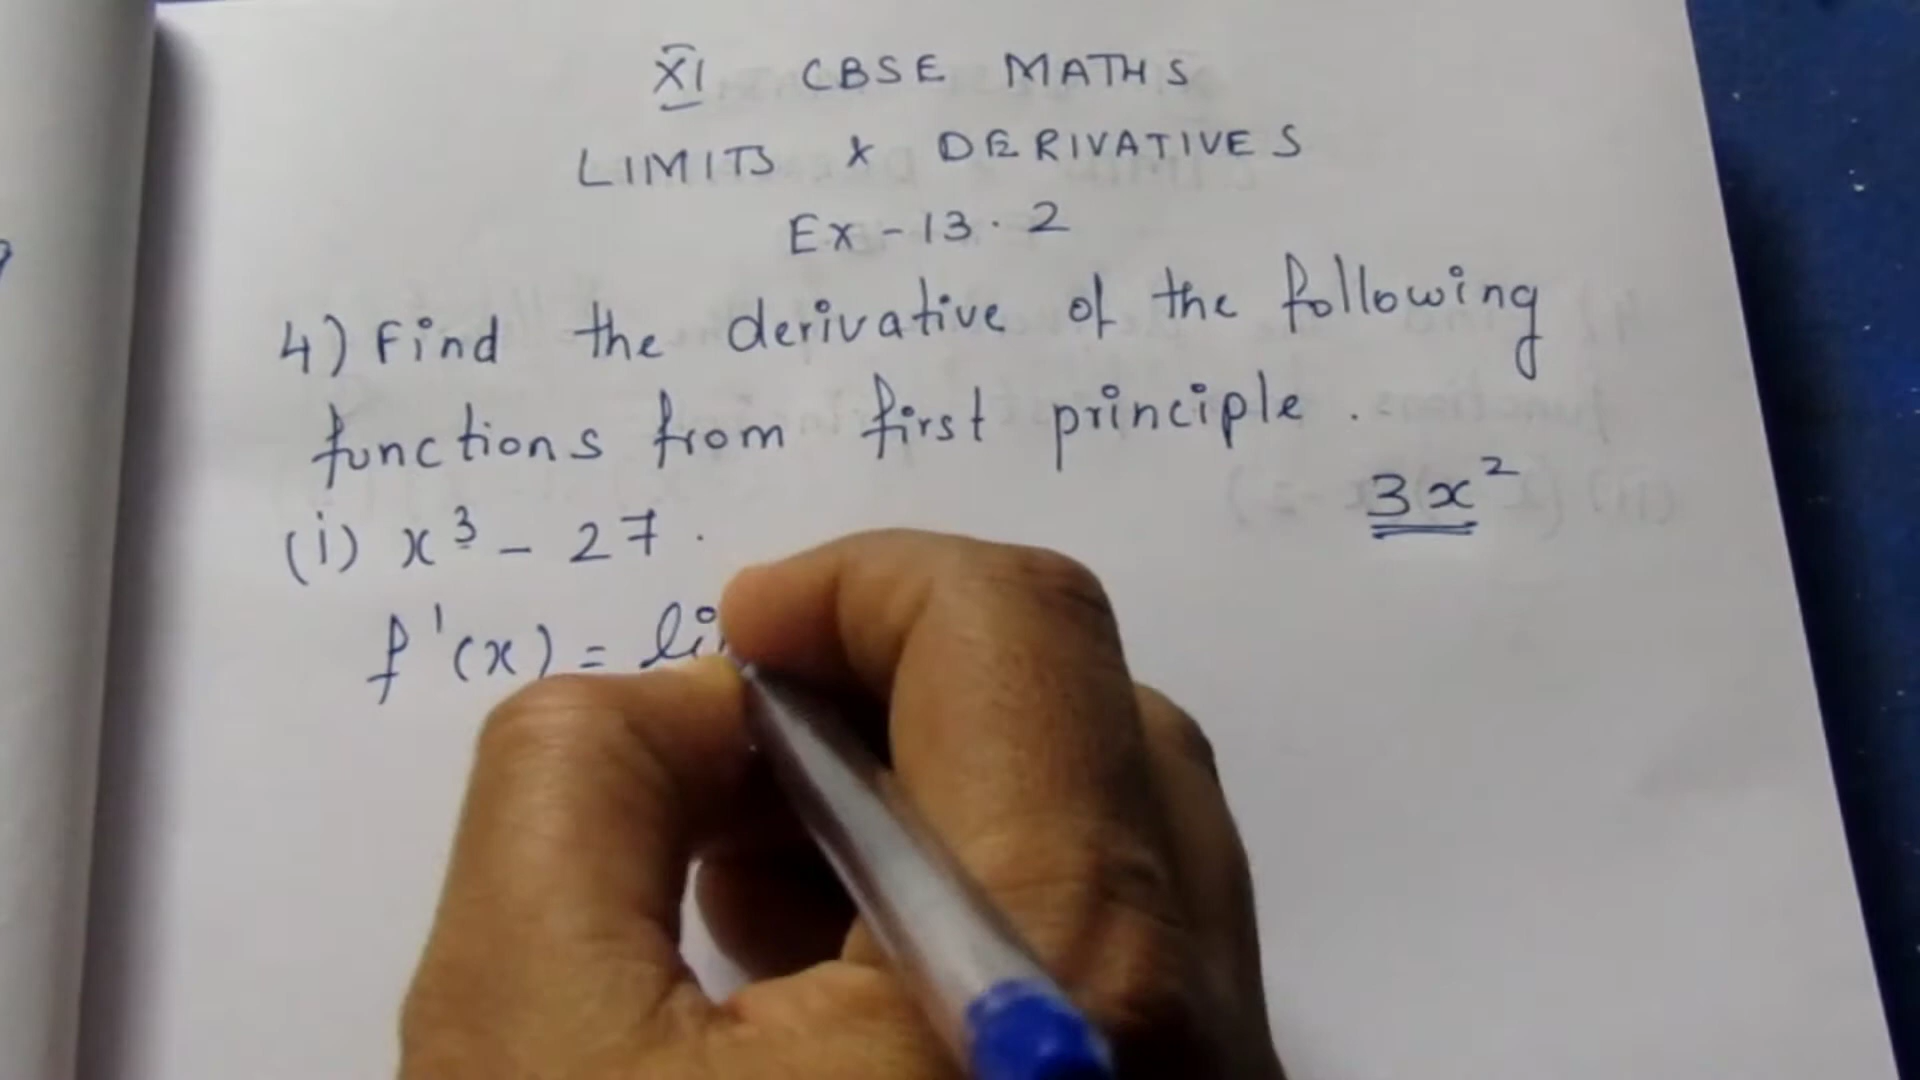 XI CBSE MATHS
LIMITS & DERIVATIVES
Ex - 13.2
4) Find the derivative of the following
functions from first principle.
3x²
(i) x³ - 27.
f'(x) = li